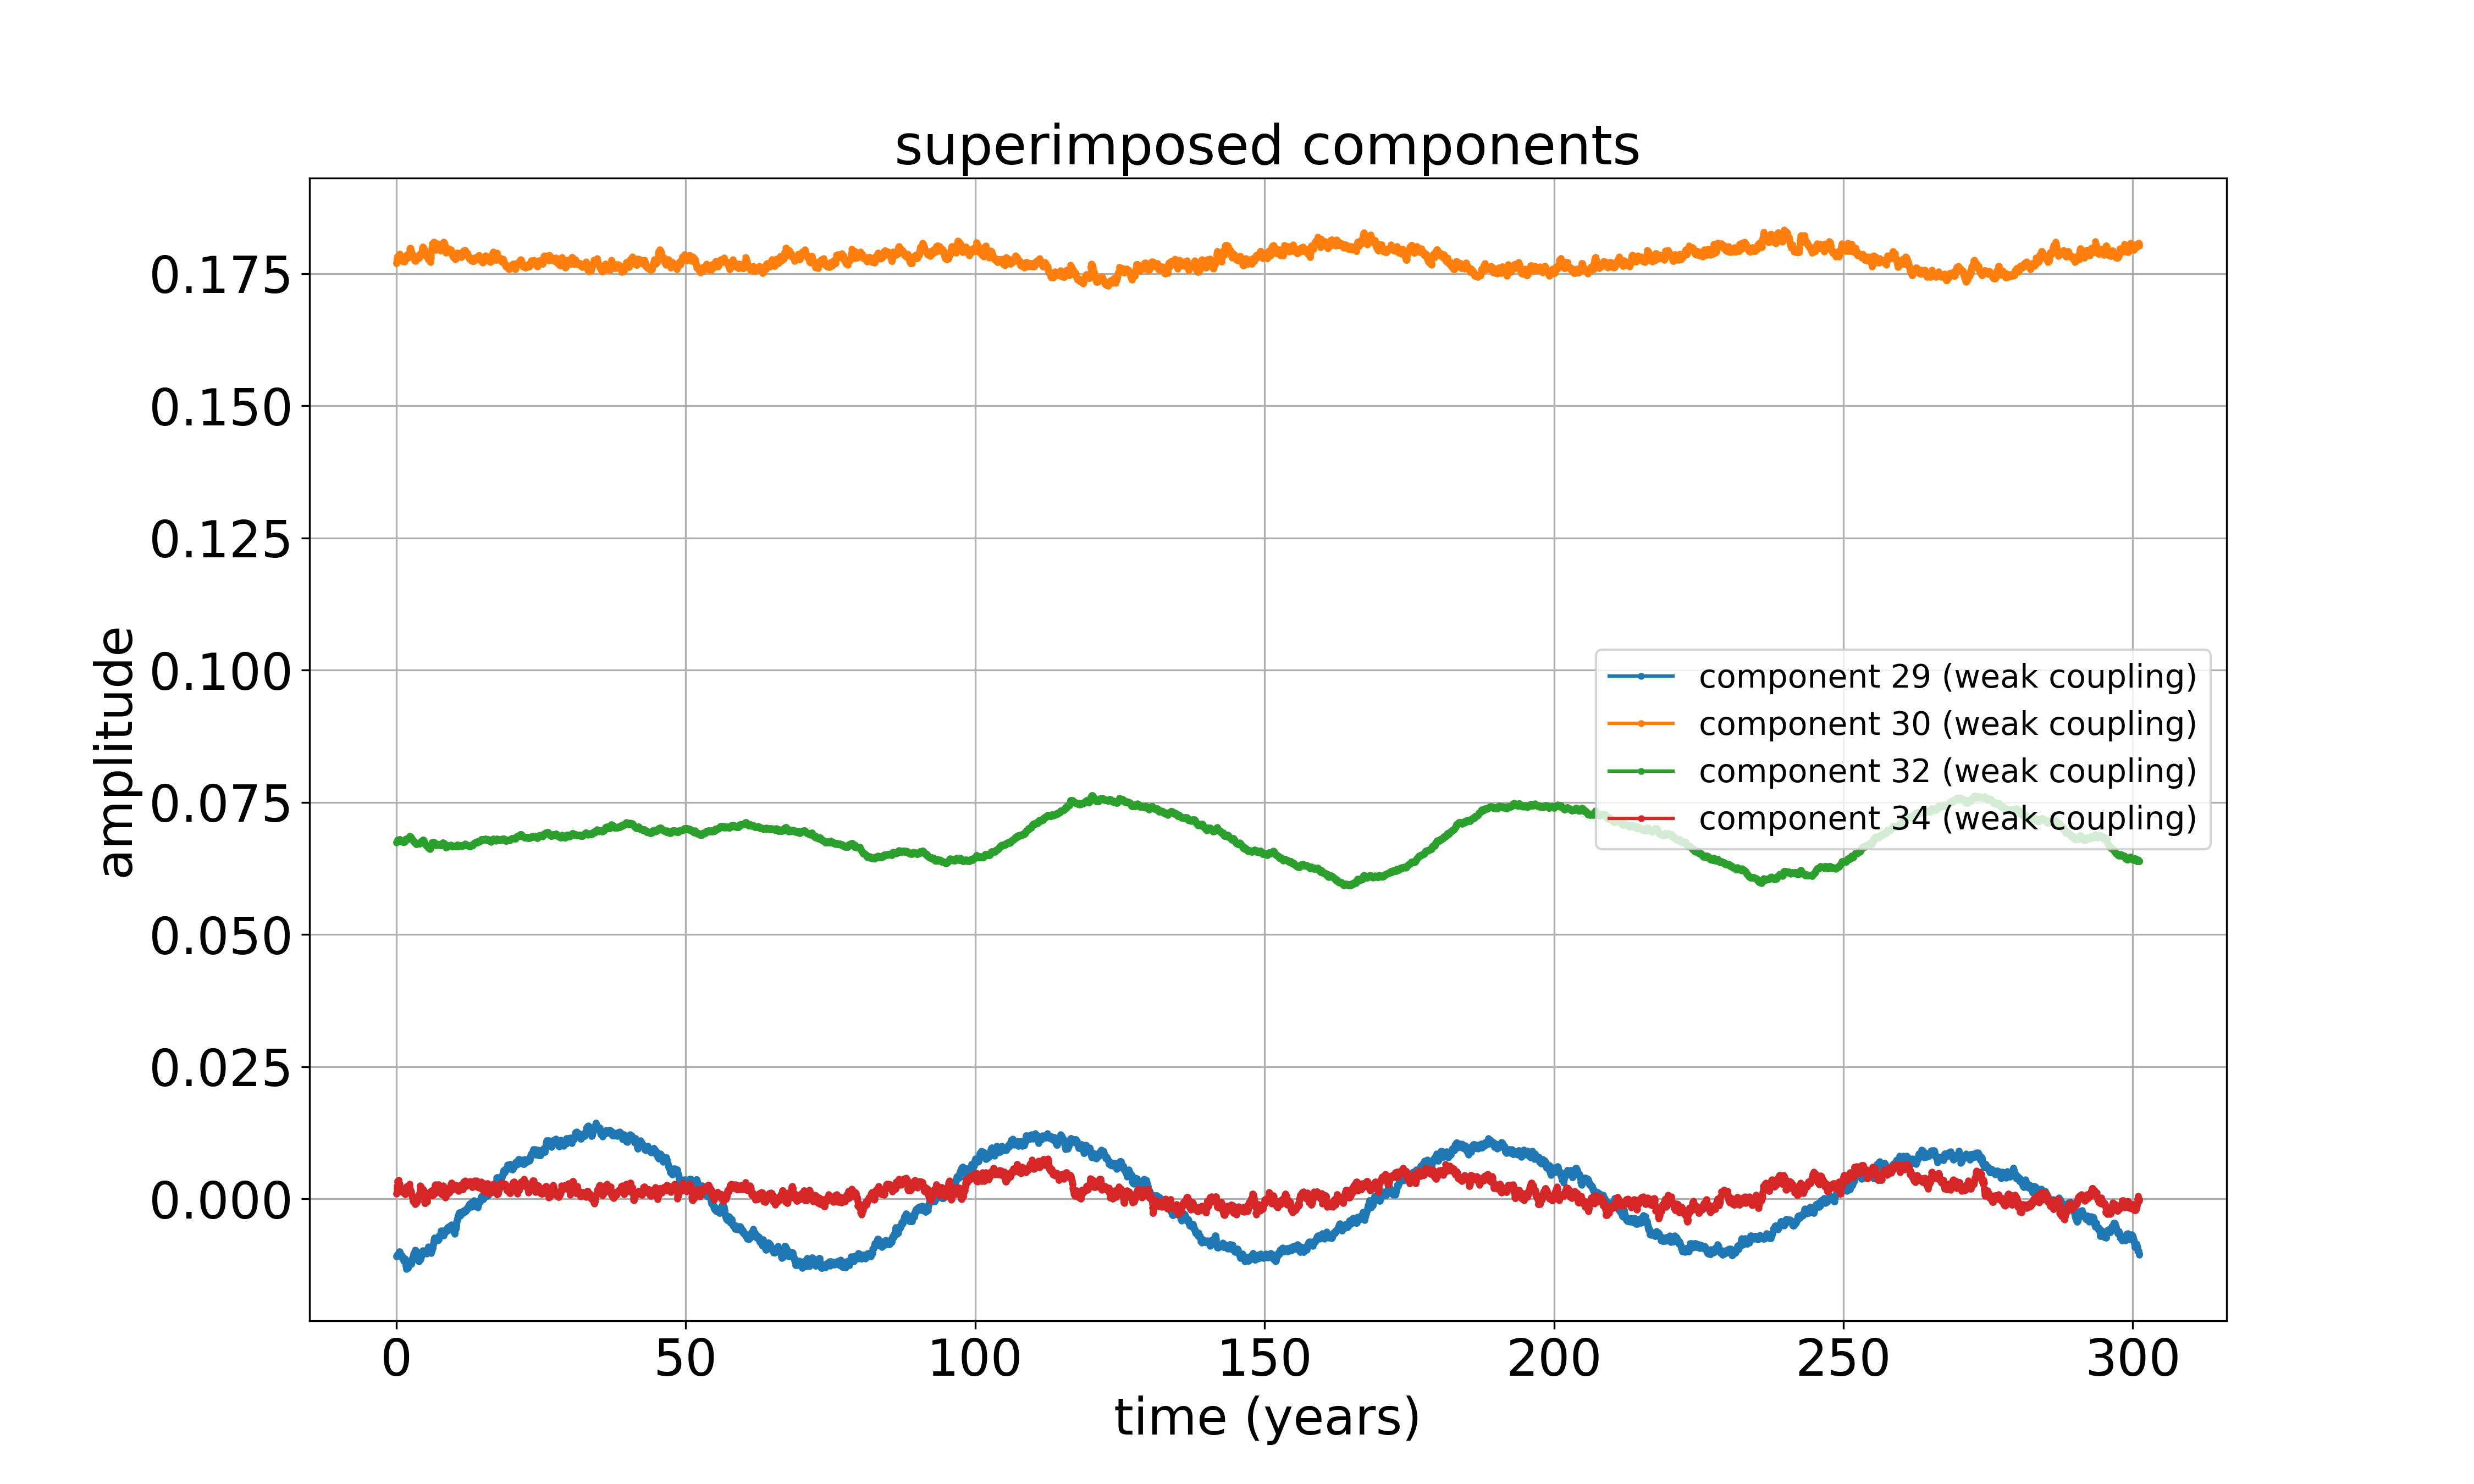 superimposed components
0.175
0.150
0.125
0.100
0.075
0.050
0.025
0.000
amplitude
component 29 (weak coupling)
component 30 (weak coupling)
component 32 (weak coupling)
component 34 (weak coupling)
0 50 100 150 200 250 300
time (years)